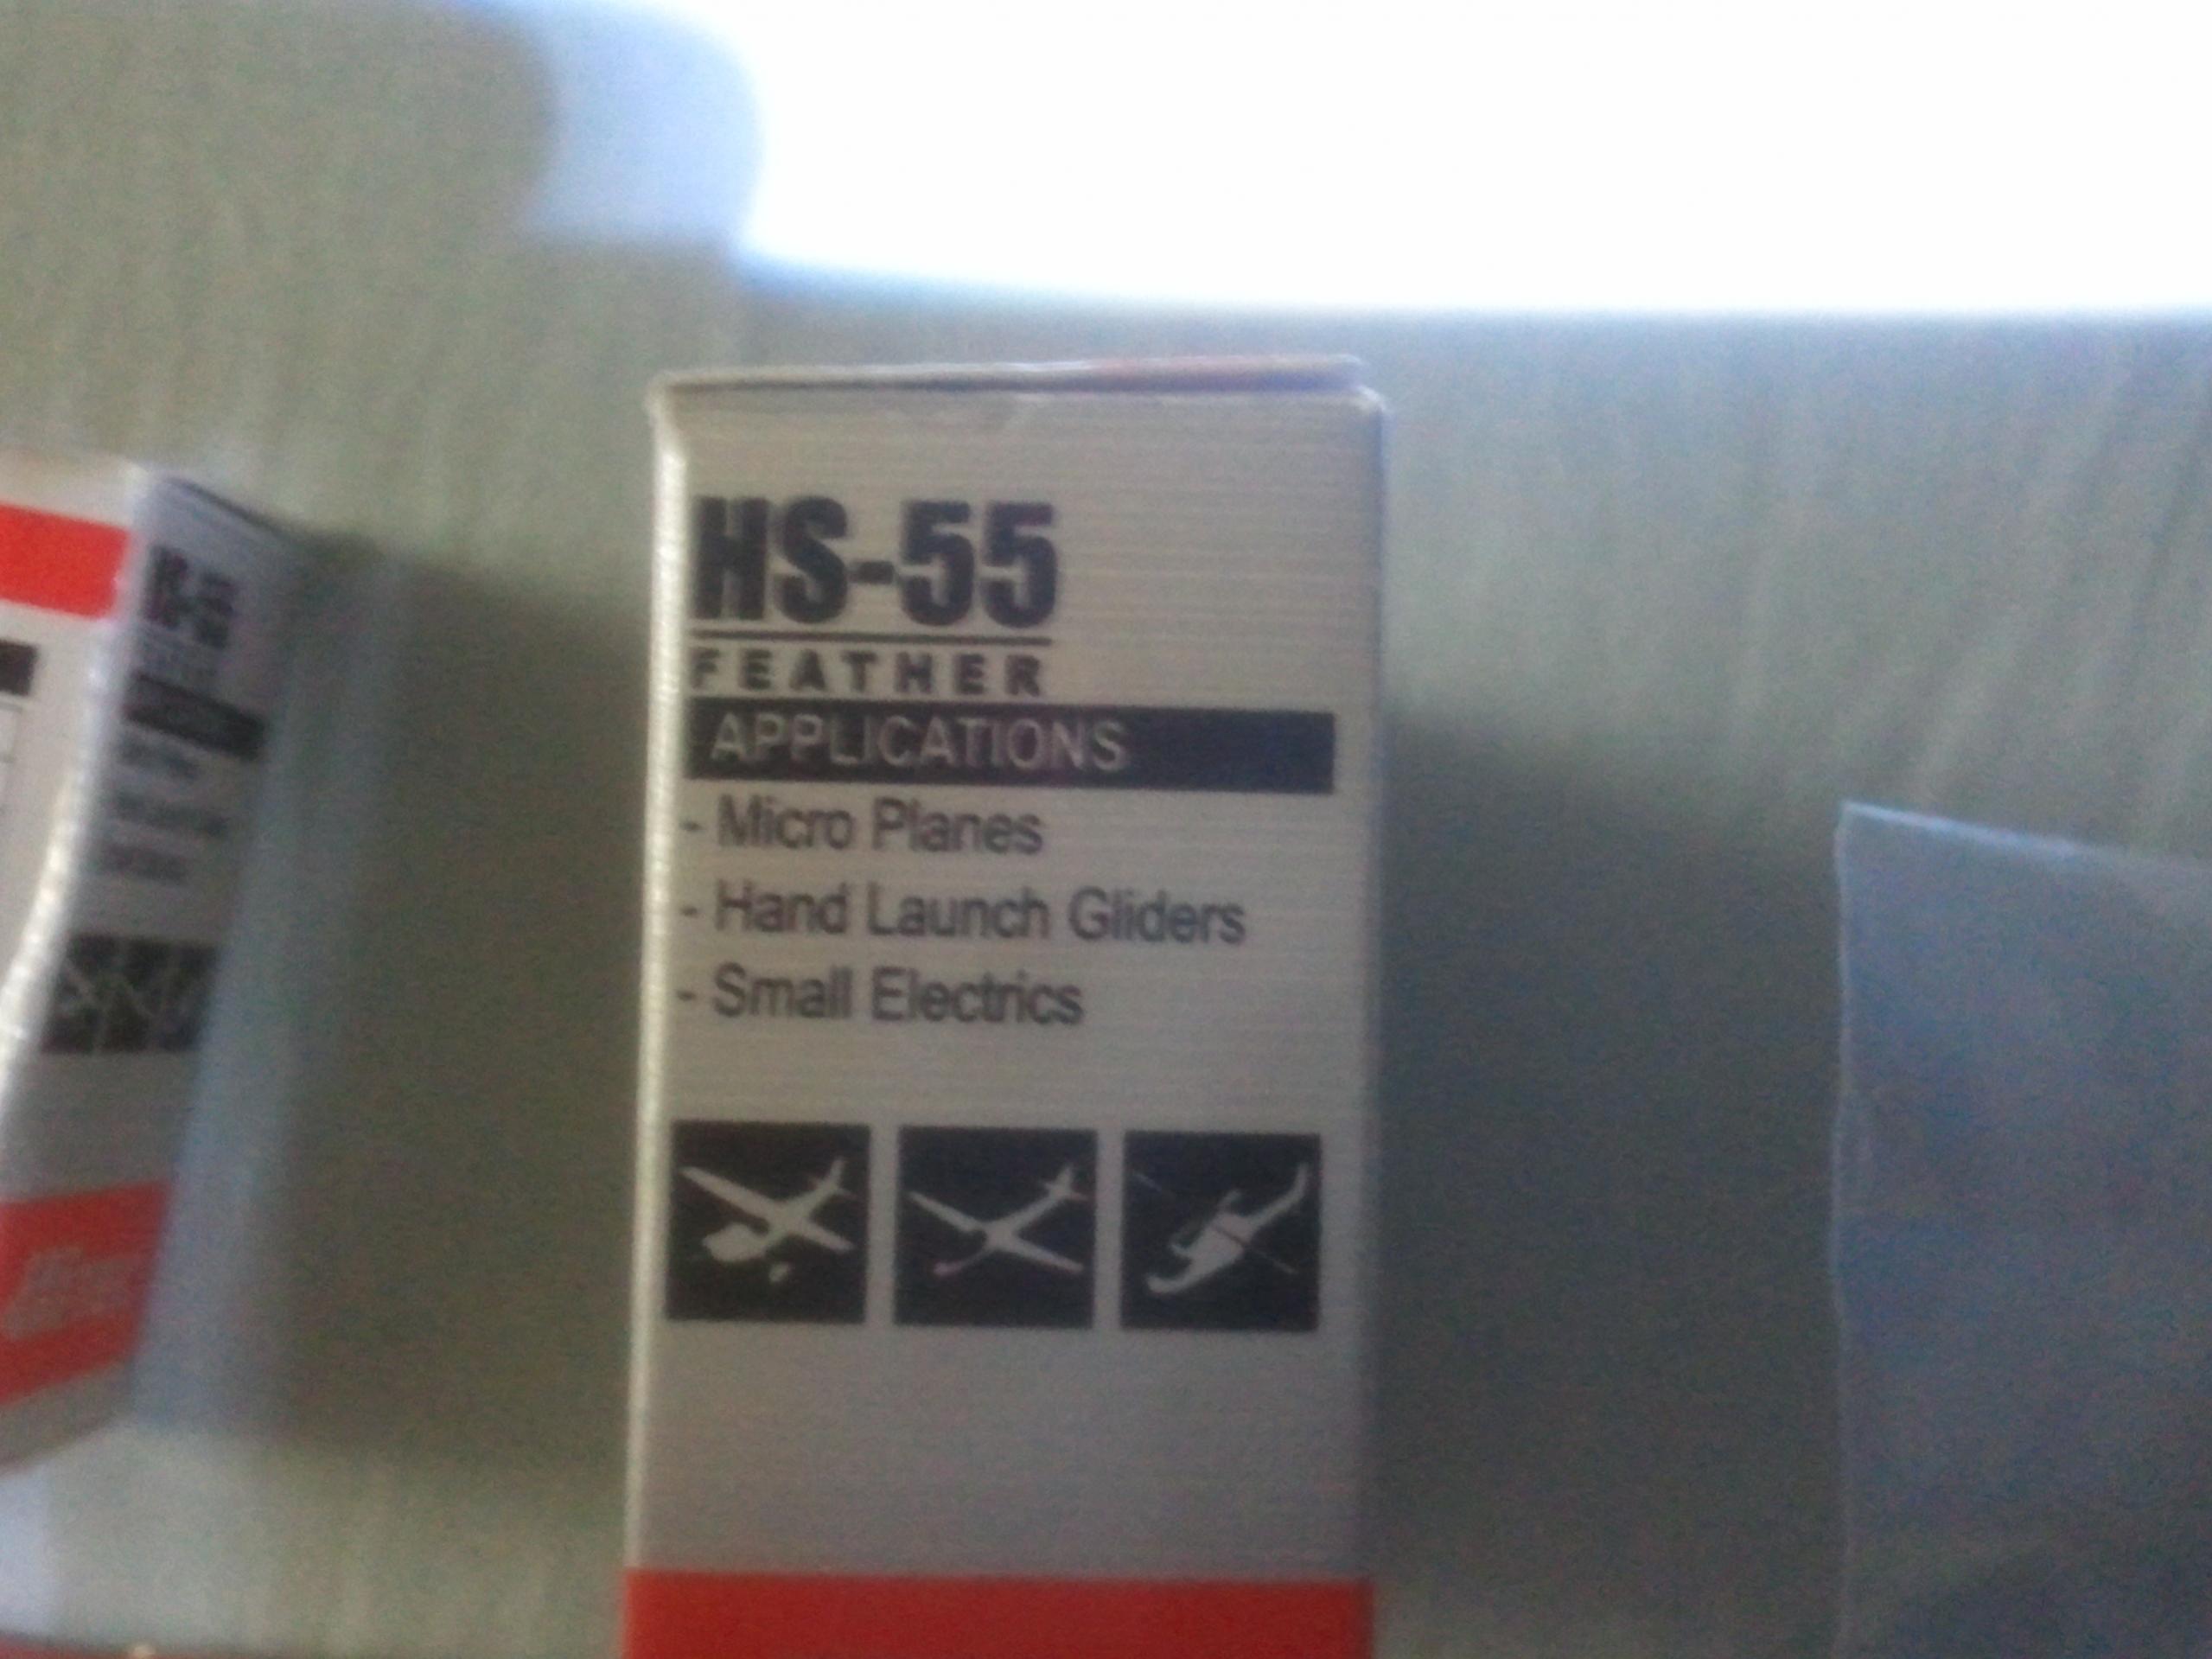 HS-55
FEATHER
APPLICATIONS
- Micro Planes
- Hand Launch Gliders
- Small Electrics